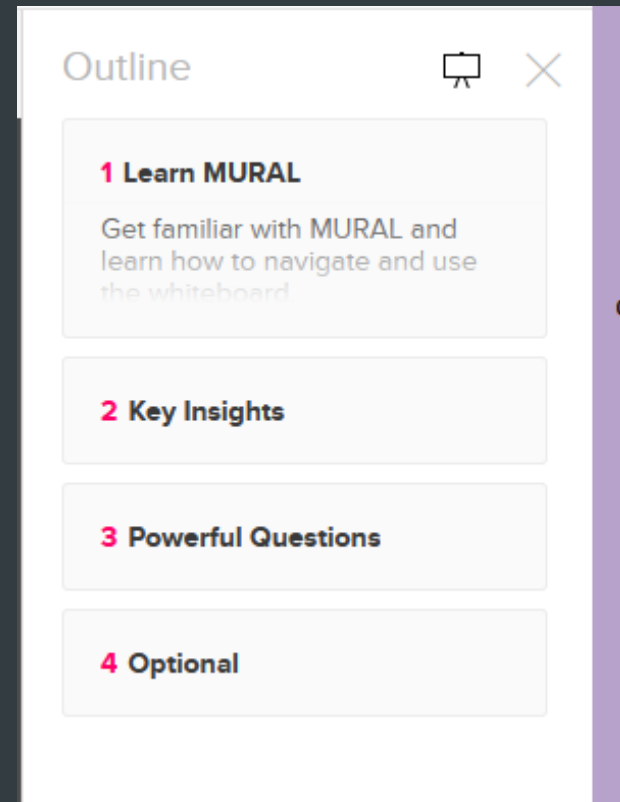 Outline
1 Learn MURAL
Get familiar with MURAL and
learn how to navigate and use
the whiteboard.
2 Key Insights
3 Powerful Questions
4 Optional